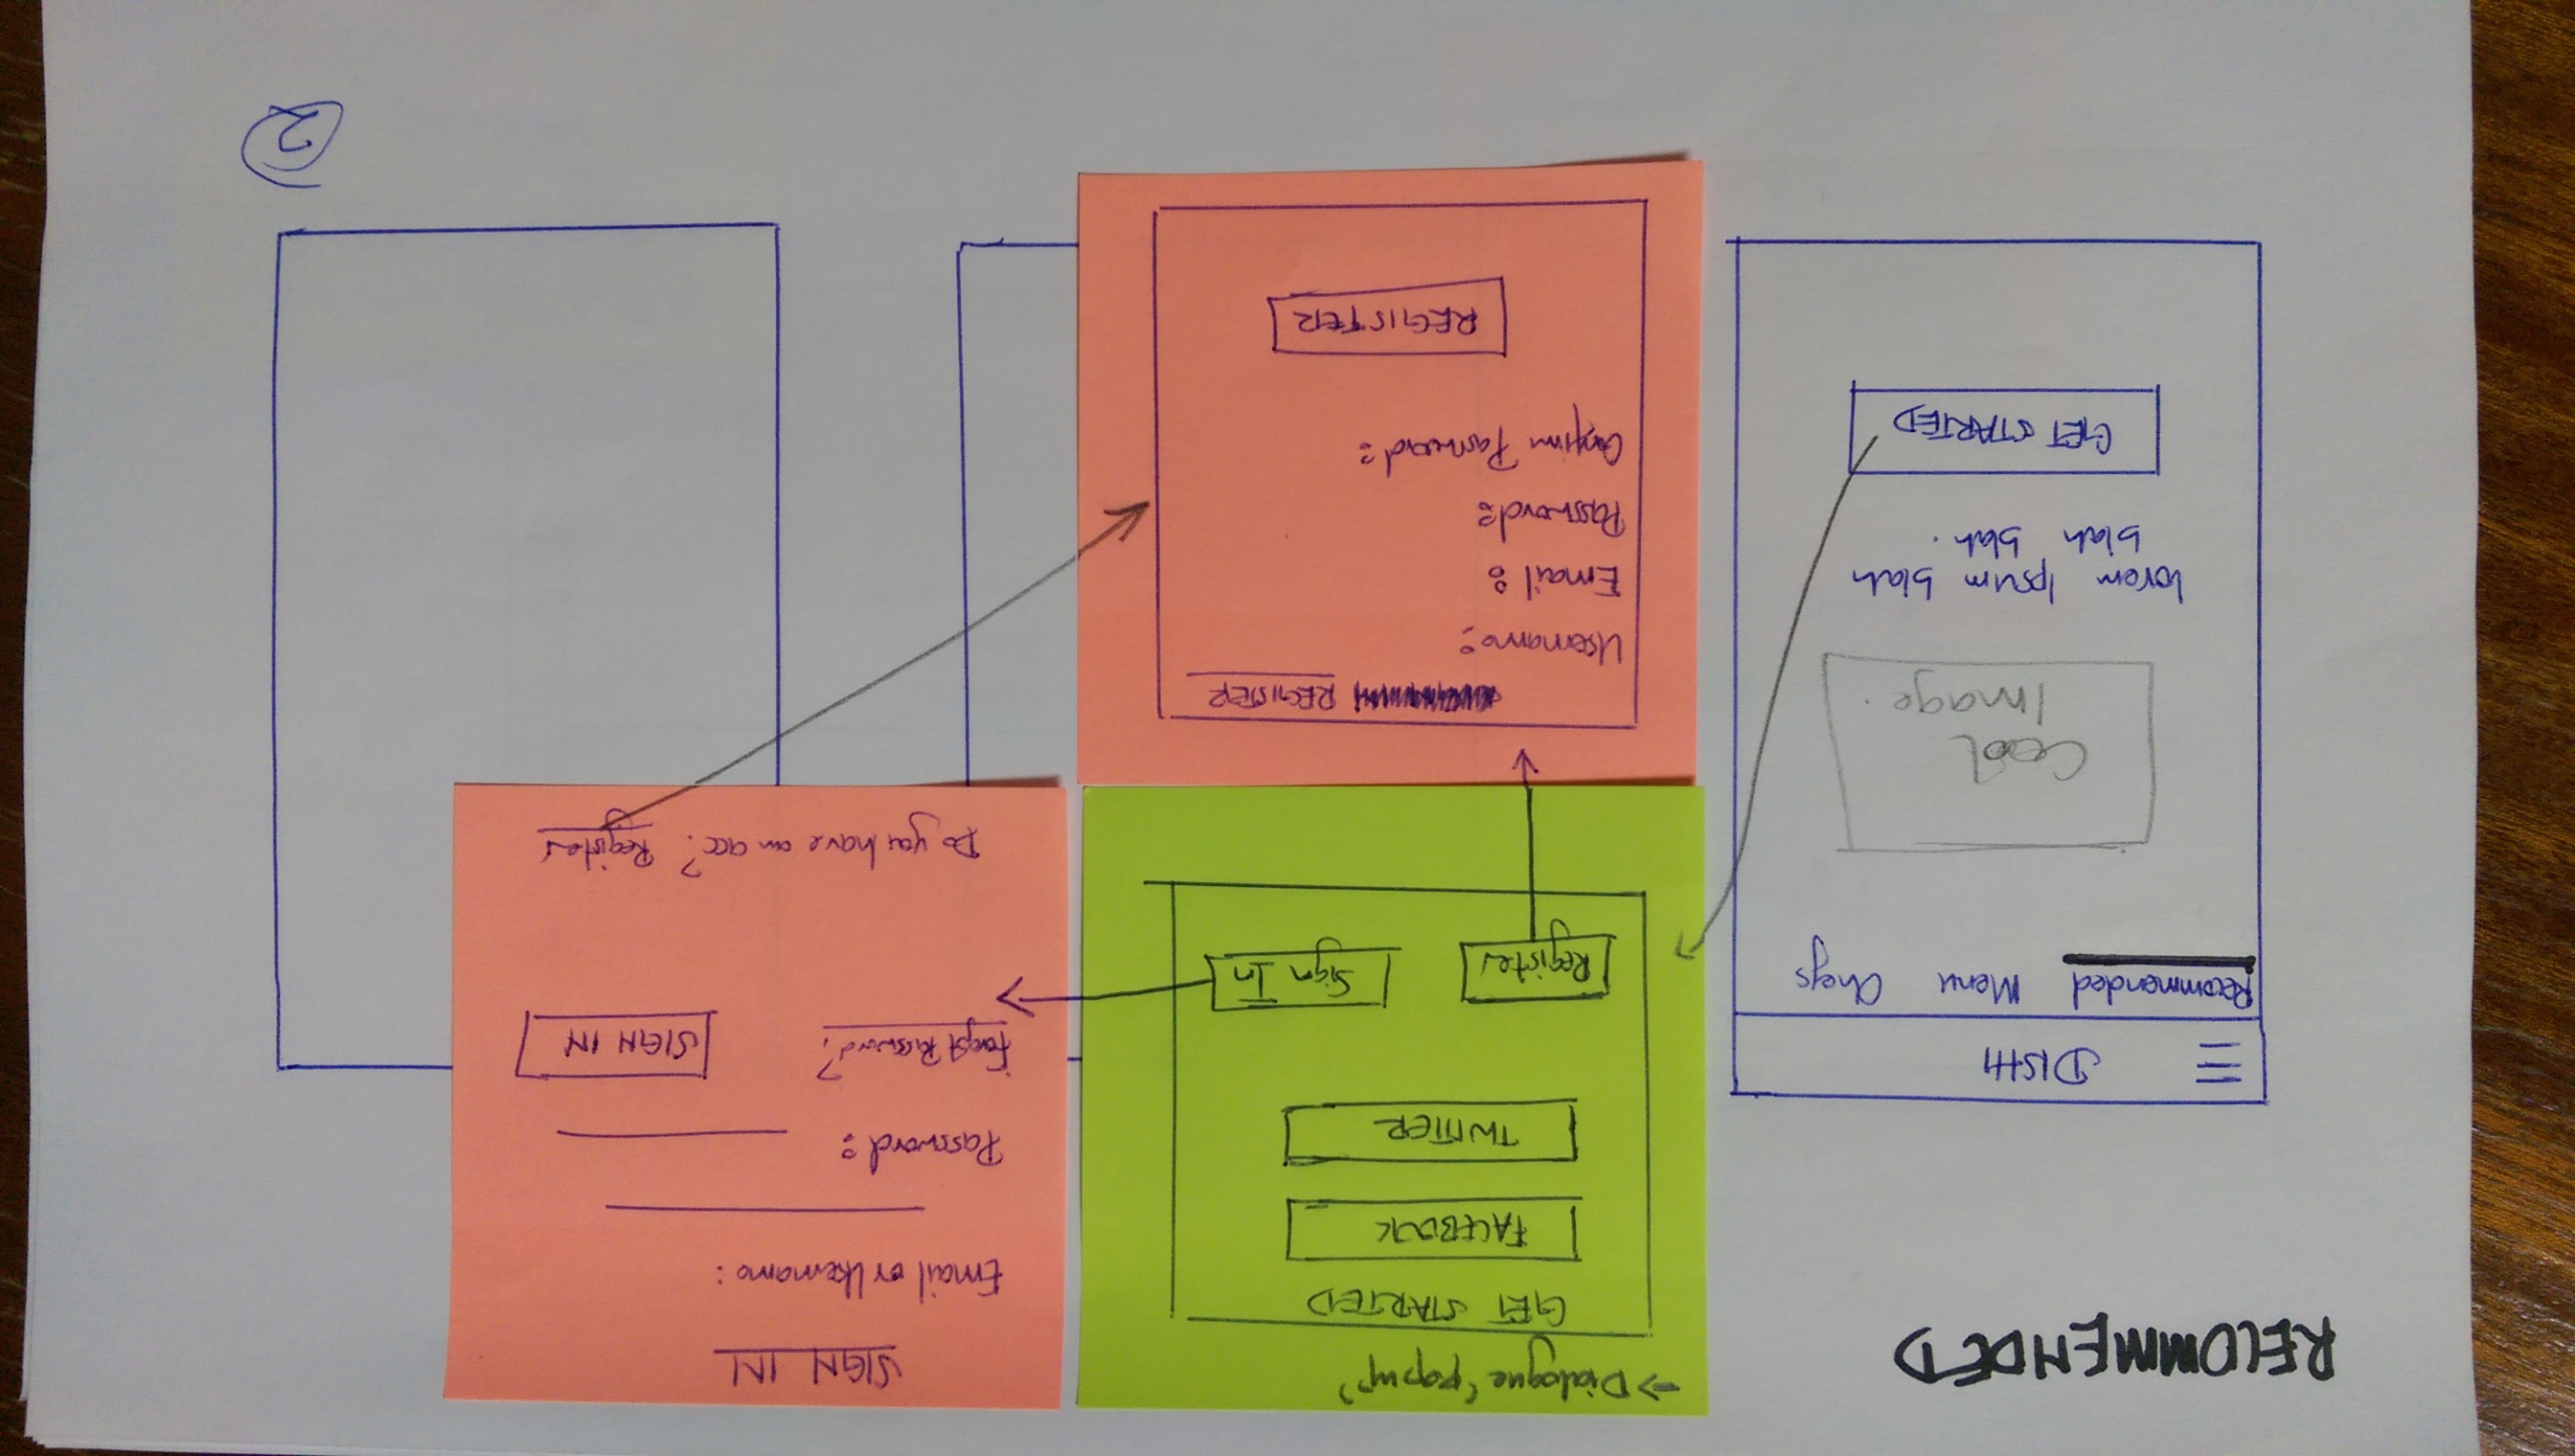 RECOMMENDED
DISHI
Recommended Menu Chefs
Cool
Image.
lorem Ipsum blah
blah blah.
GET STARTED
→ Dialogue 'popup'
GET STARTED
FACEBOOK
TWITTER
Register Sign In
SIGN IN
Email or Username:
Password:
Forgot Password? SIGN IN
Do you have an acc? Register
REGISTER
Username:
Email :
Password:
Confirm Password:
REGISTER
2